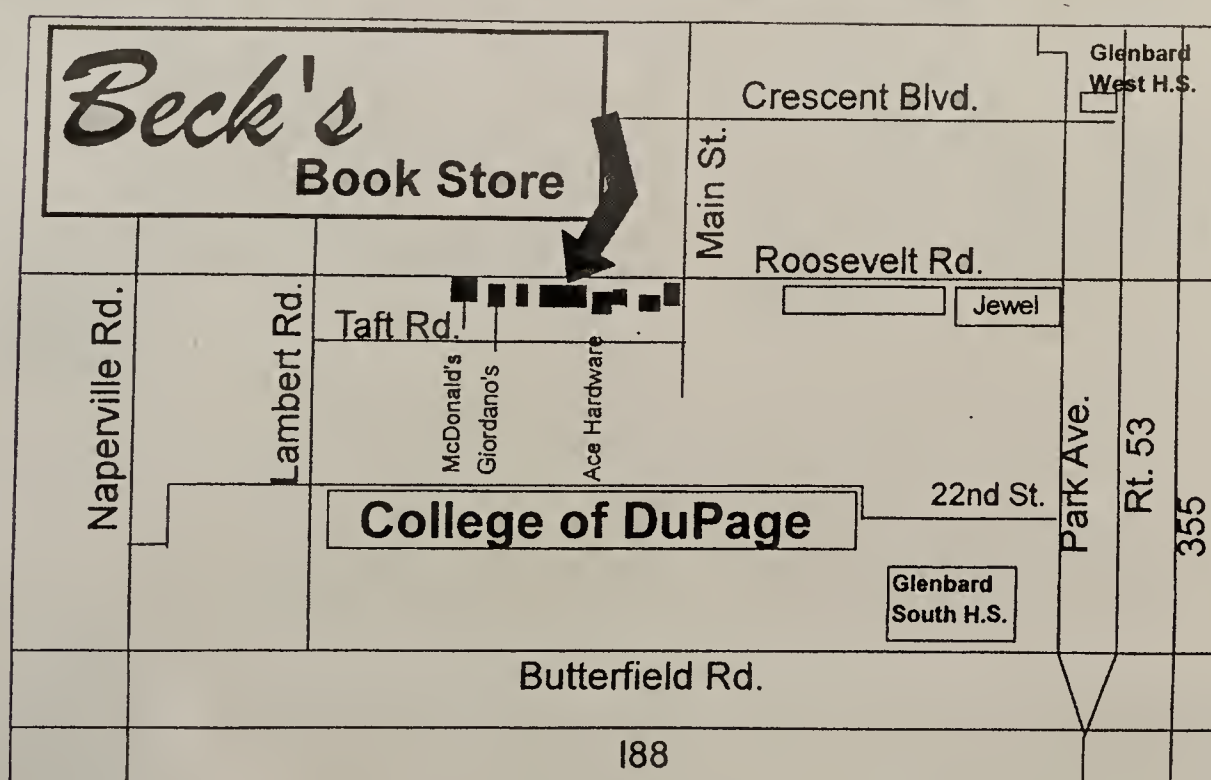 Beck's
Book Store
Glenbard
West H.S.
Crescent Blvd.
Main St.
Roosevelt Rd.
Jewel
Taft Rd.
Naperville Rd.
Lambert Rd.
McDonald's
Giordano's
Ace Hardware
Park Ave.
Rt. 53
355
22nd St.
College of DuPage
Glenbard
South H.S.
Butterfield Rd.
I88